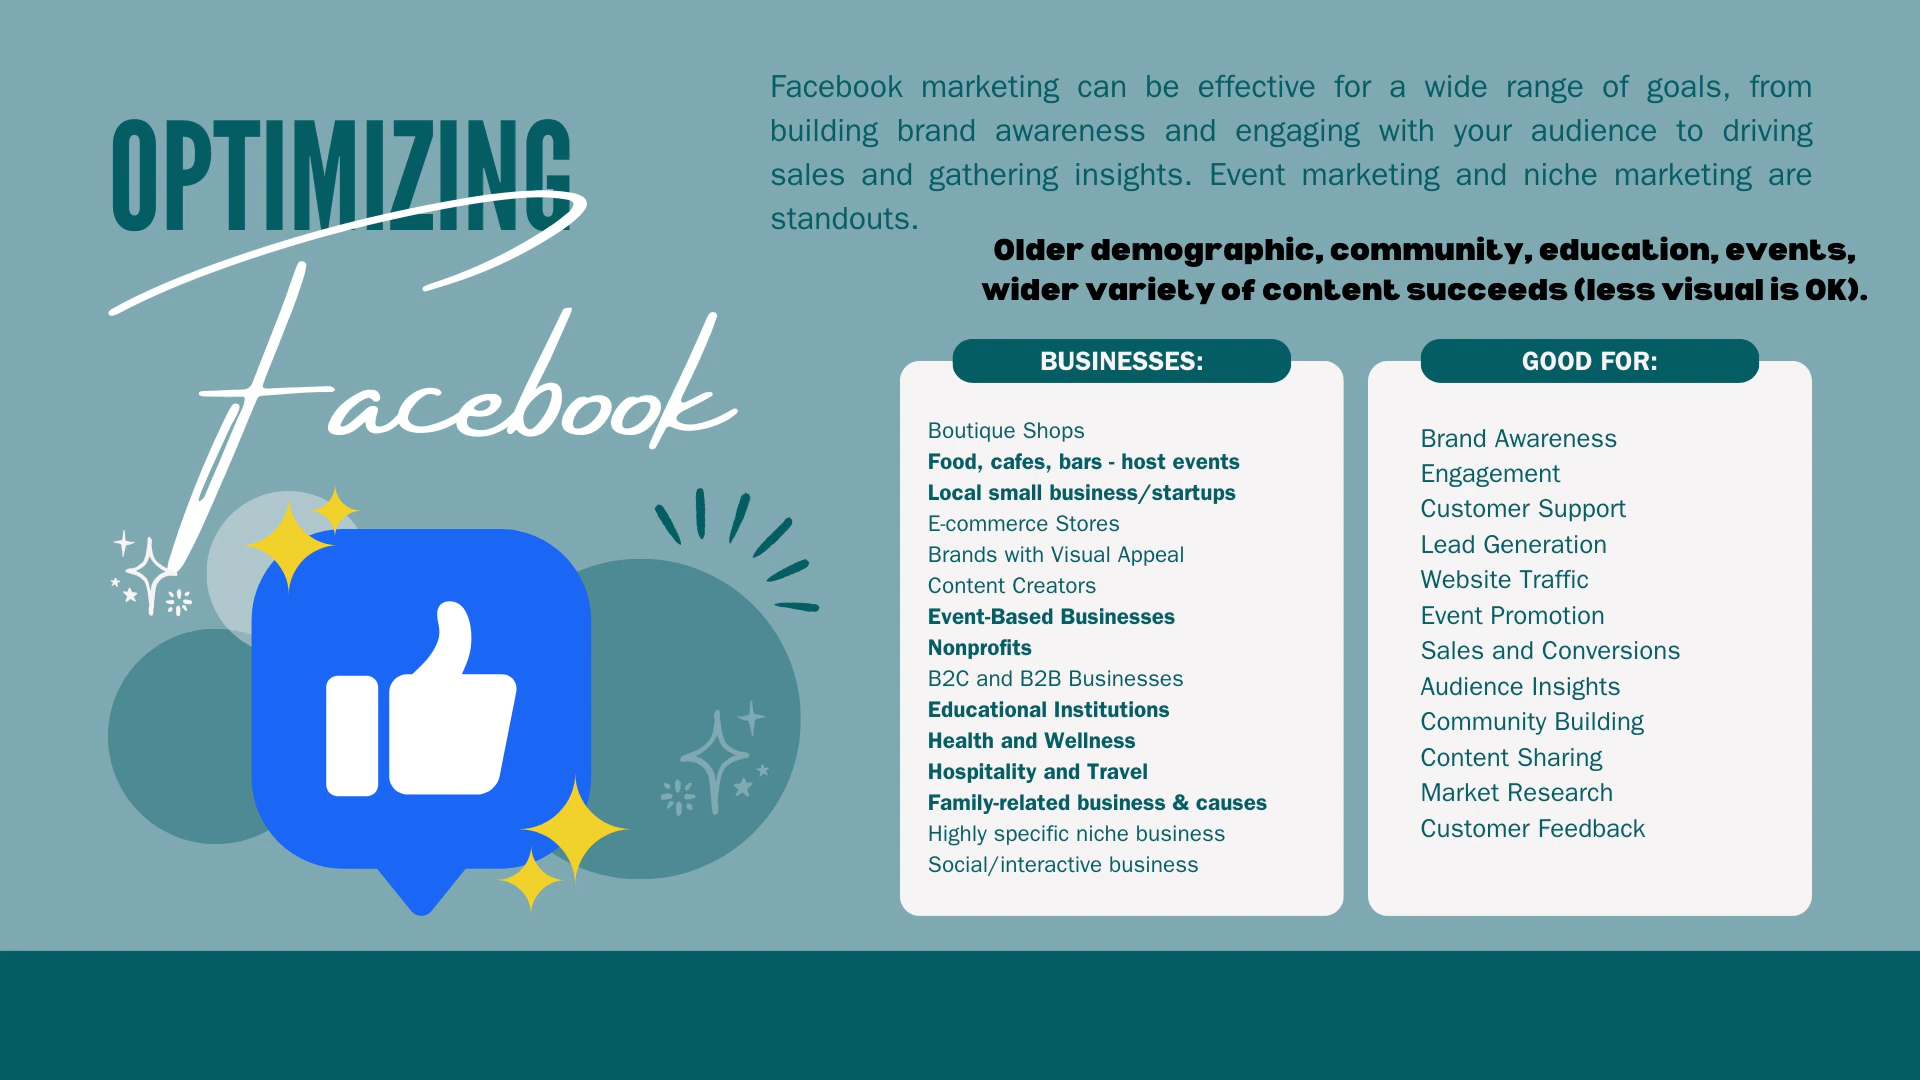 OPTIMIZING
Facebook
Facebook marketing can be effective for a wide range of goals, from
building brand awareness and engaging with your audience to driving
sales and gathering insights. Event marketing and niche marketing are
standouts.
Older demographic, community, education, events,
wider variety of content succeeds (less visual is OK).
BUSINESSES:
Boutique Shops
Food, cafes, bars - host events
Local small business/startups
E-commerce Stores
Brands with Visual Appeal
Content Creators
Event-Based Businesses
Nonprofits
B2C and B2B Businesses
Educational Institutions
Health and Wellness
Hospitality and Travel
Family-related business & causes
Highly specific niche business
Social/interactive business
GOOD FOR:
Brand Awareness
Engagement
Customer Support
Lead Generation
Website Traffic
Event Promotion
Sales and Conversions
Audience Insights
Community Building
Content Sharing
Market Research
Customer Feedback